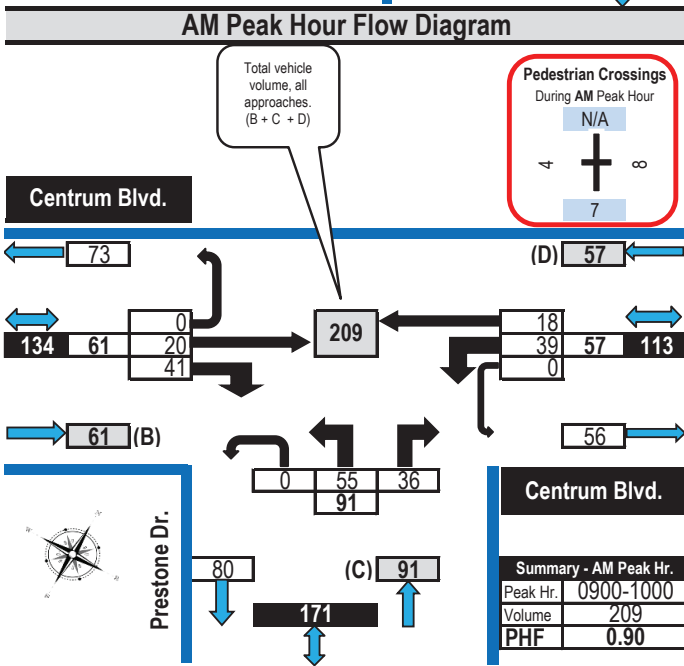 AM Peak Hour Flow Diagram
Total vehicle
volume, all
approaches.
(B + C + D)
Pedestrian Crossings
During AM Peak Hour
N/A
4
8
7
Centrum Blvd.
73
(D) 57
0
134 61 20
41
209
18
39 57 113
0
61 (B)
56
0 55 36
91
Centrum Blvd.
Prestone Dr.
80
(C) 91
171
Summary - AM Peak Hr.
Peak Hr. 0900-1000
Volume 209
PHF 0.90